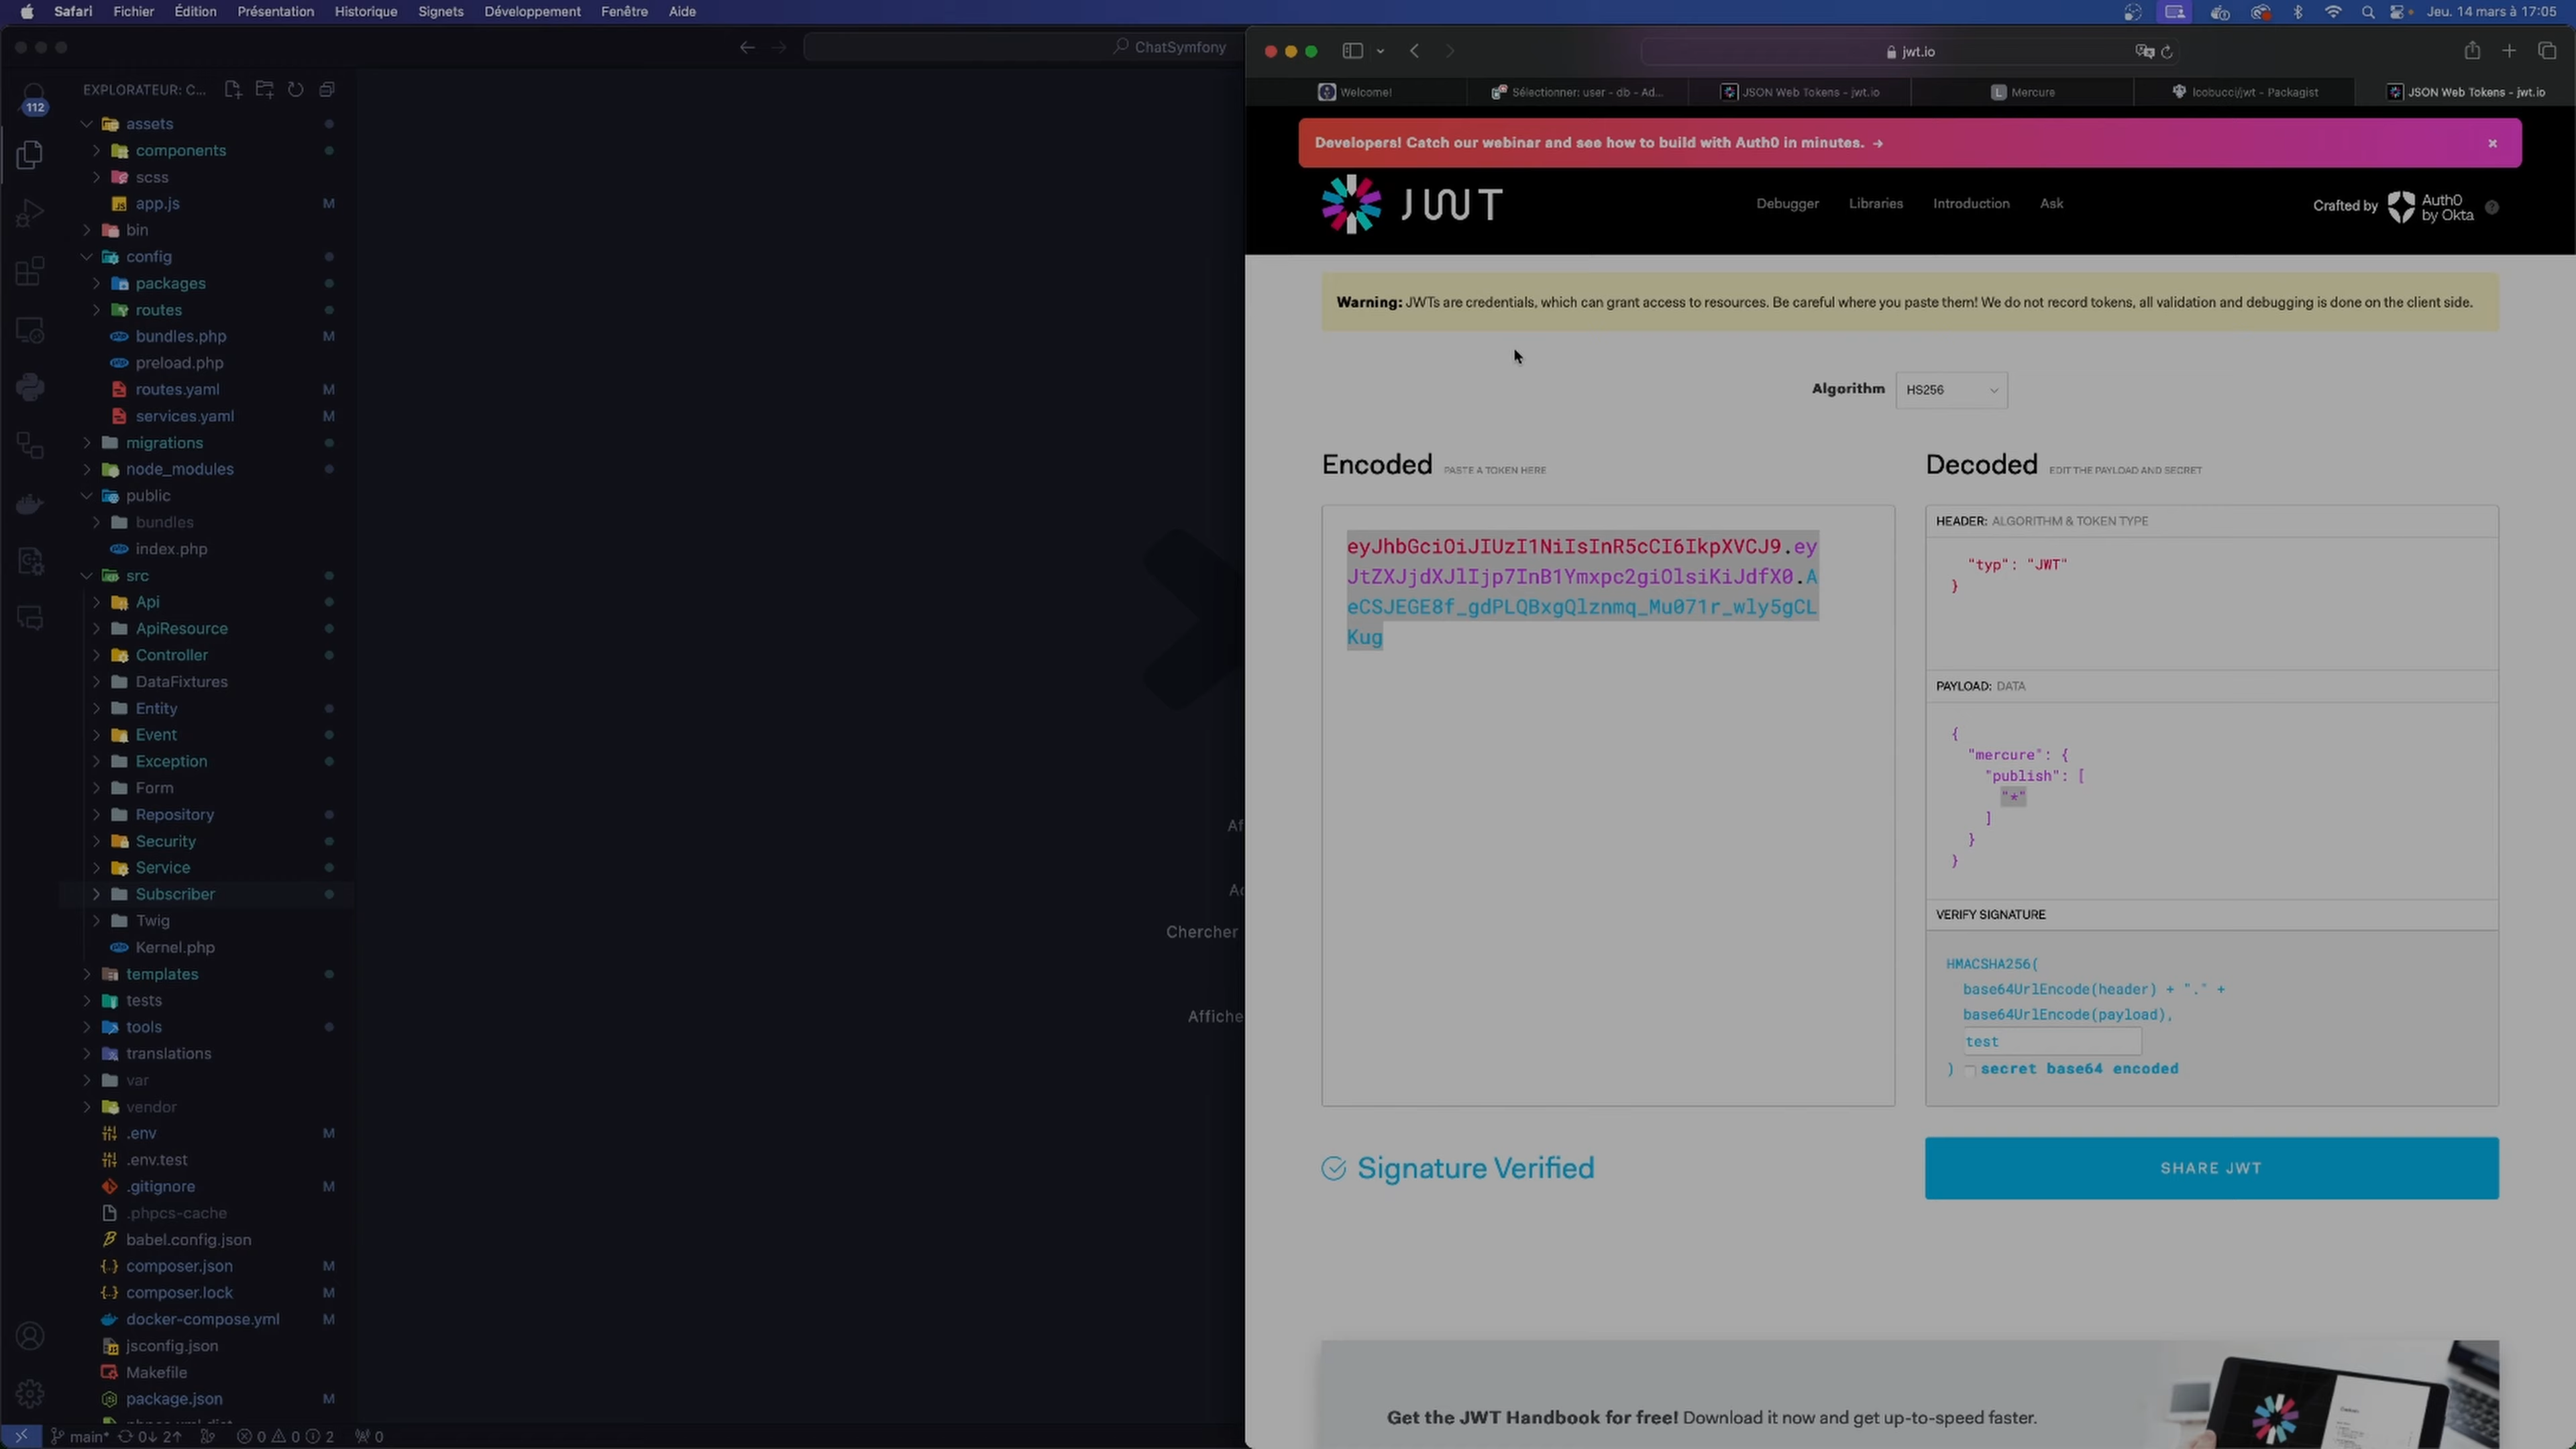 Safari Fichier Édition Présentation Historique Signets Développement Fenêtre Aide
Jeu. 14 mars à 17:05
ChatSymfony
112
EXPLORATEUR: C...
assets
components
scss
app.js M
bin
config
packages
routes
bundles.php M
preload.php
routes.yaml M
services.yaml M
migrations
node_modules
public
bundles
index.php
src
Api
ApiResource
Controller
DataFixtures
Entity
Event
Exception
Form
Repository
Security
Service
Subscriber
Twig
Kernel.php
templates
tests
tools
translations
var
vendor
.env M
.env.test
.gitignore M
.phpcs-cache
babel.config.json
composer.json M
composer.lock M
docker-compose.yml M
jsconfig.json
Makefile
package.json M
main* 0↓ 2↑ 0 0 2 0
Af
Chercher
Affiche
jwt.io
Welcome!
Sélectionner: user - db - Ad...
JSON Web Tokens - jwt.io
Mercure
lcobucci/jwt - Packagist
JSON Web Tokens - jwt.io
Developers! Catch our webinar and see how to build with Auth0 in minutes. →
JWT
Debugger Libraries Introduction Ask
Crafted by Auth0 by Okta
Warning: JWTs are credentials, which can grant access to resources. Be careful where you paste them! We do not record tokens, all validation and debugging is done on the client side.
Algorithm HS256
Encoded PASTE A TOKEN HERE
eyJhbGciOiJIUzI1NiIsInR5cCI6IkpXVCJ9.ey
JtZXJjdXJlIjp7InB1Ymxpc2giOlsiKiJdfX0.A
eCSJEGE8f_gdPLQBxgQlznmq_Mu071r_wly5gCL
Kug
Signature Verified
Decoded EDIT THE PAYLOAD AND SECRET
HEADER: ALGORITHM & TOKEN TYPE
"typ": "JWT"
}
PAYLOAD: DATA
{
"mercure": {
"publish": [
"*"
]
}
}
VERIFY SIGNATURE
HMACSHA256(
base64UrlEncode(header) + "." +
base64UrlEncode(payload),
test
) secret base64 encoded
SHARE JWT
Get the JWT Handbook for free! Download it now and get up-to-speed faster.